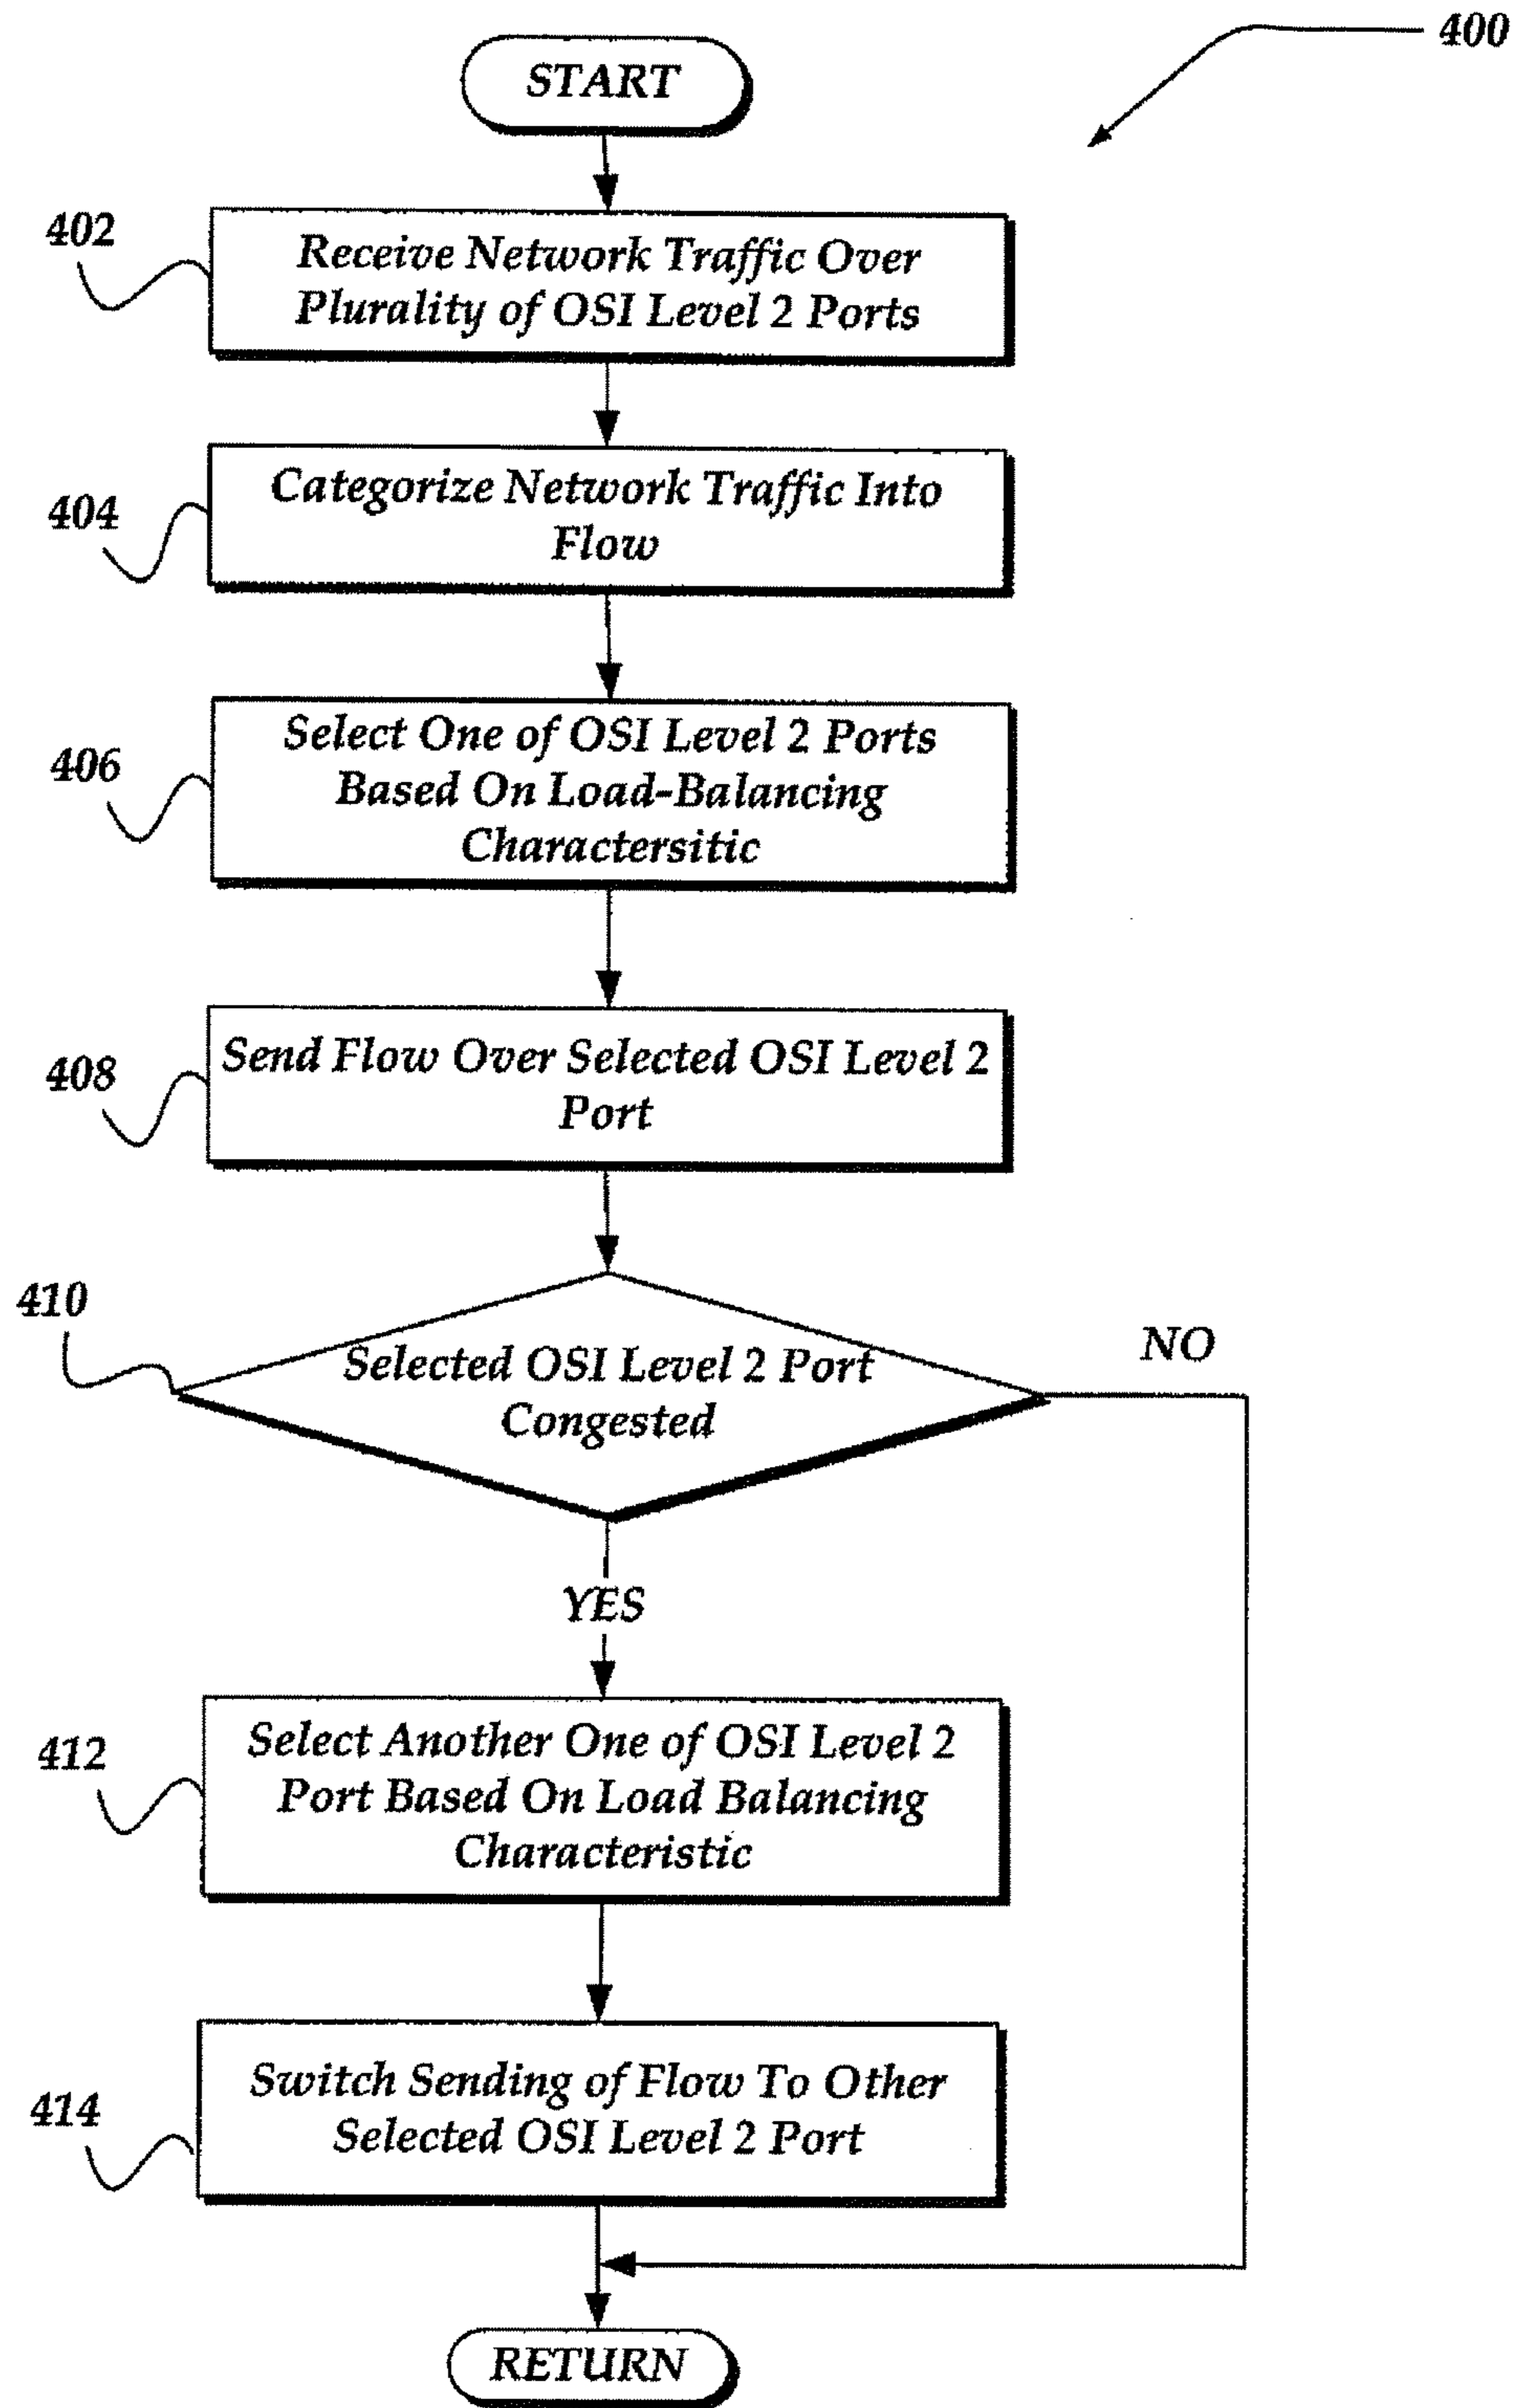 400
START
402
Receive Network Traffic Over
Plurality of OSI Level 2 Ports
404
Categorize Network Traffic Into
Flow
406
Select One of OSI Level 2 Ports
Based On Load-Balancing
Charactersitic
408
Send Flow Over Selected OSI Level 2
Port
410
Selected OSI Level 2 Port
Congested
NO
YES
412
Select Another One of OSI Level 2
Port Based On Load Balancing
Characteristic
414
Switch Sending of Flow To Other
Selected OSI Level 2 Port
RETURN